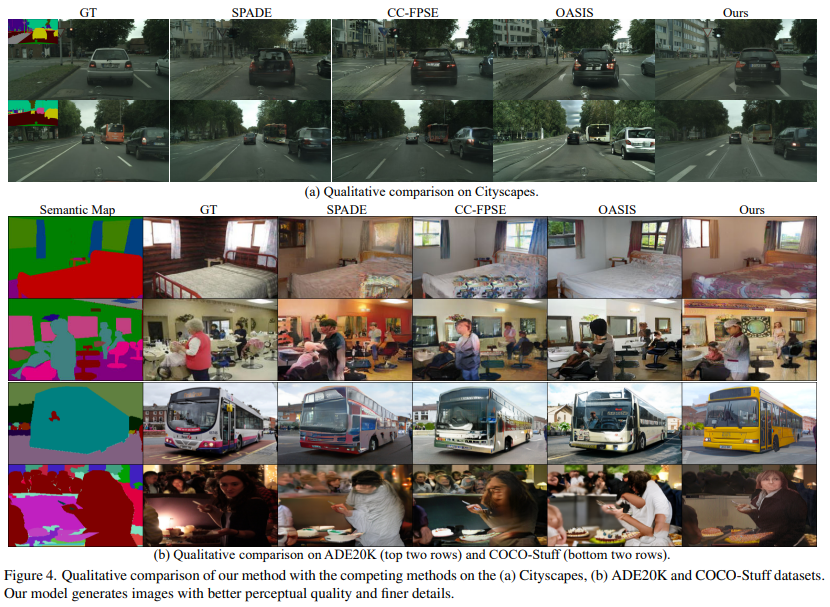 GT SPADE CC-FPSE OASIS Ours
(a) Qualitative comparison on Cityscapes.
Semantic Map GT SPADE CC-FPSE OASIS Ours
(b) Qualitative comparison on ADE20K (top two rows) and COCO-Stuff (bottom two rows).
Figure 4. Qualitative comparison of our method with the competing methods on the (a) Cityscapes, (b) ADE20K and COCO-Stuff datasets.
Our model generates images with better perceptual quality and finer details.